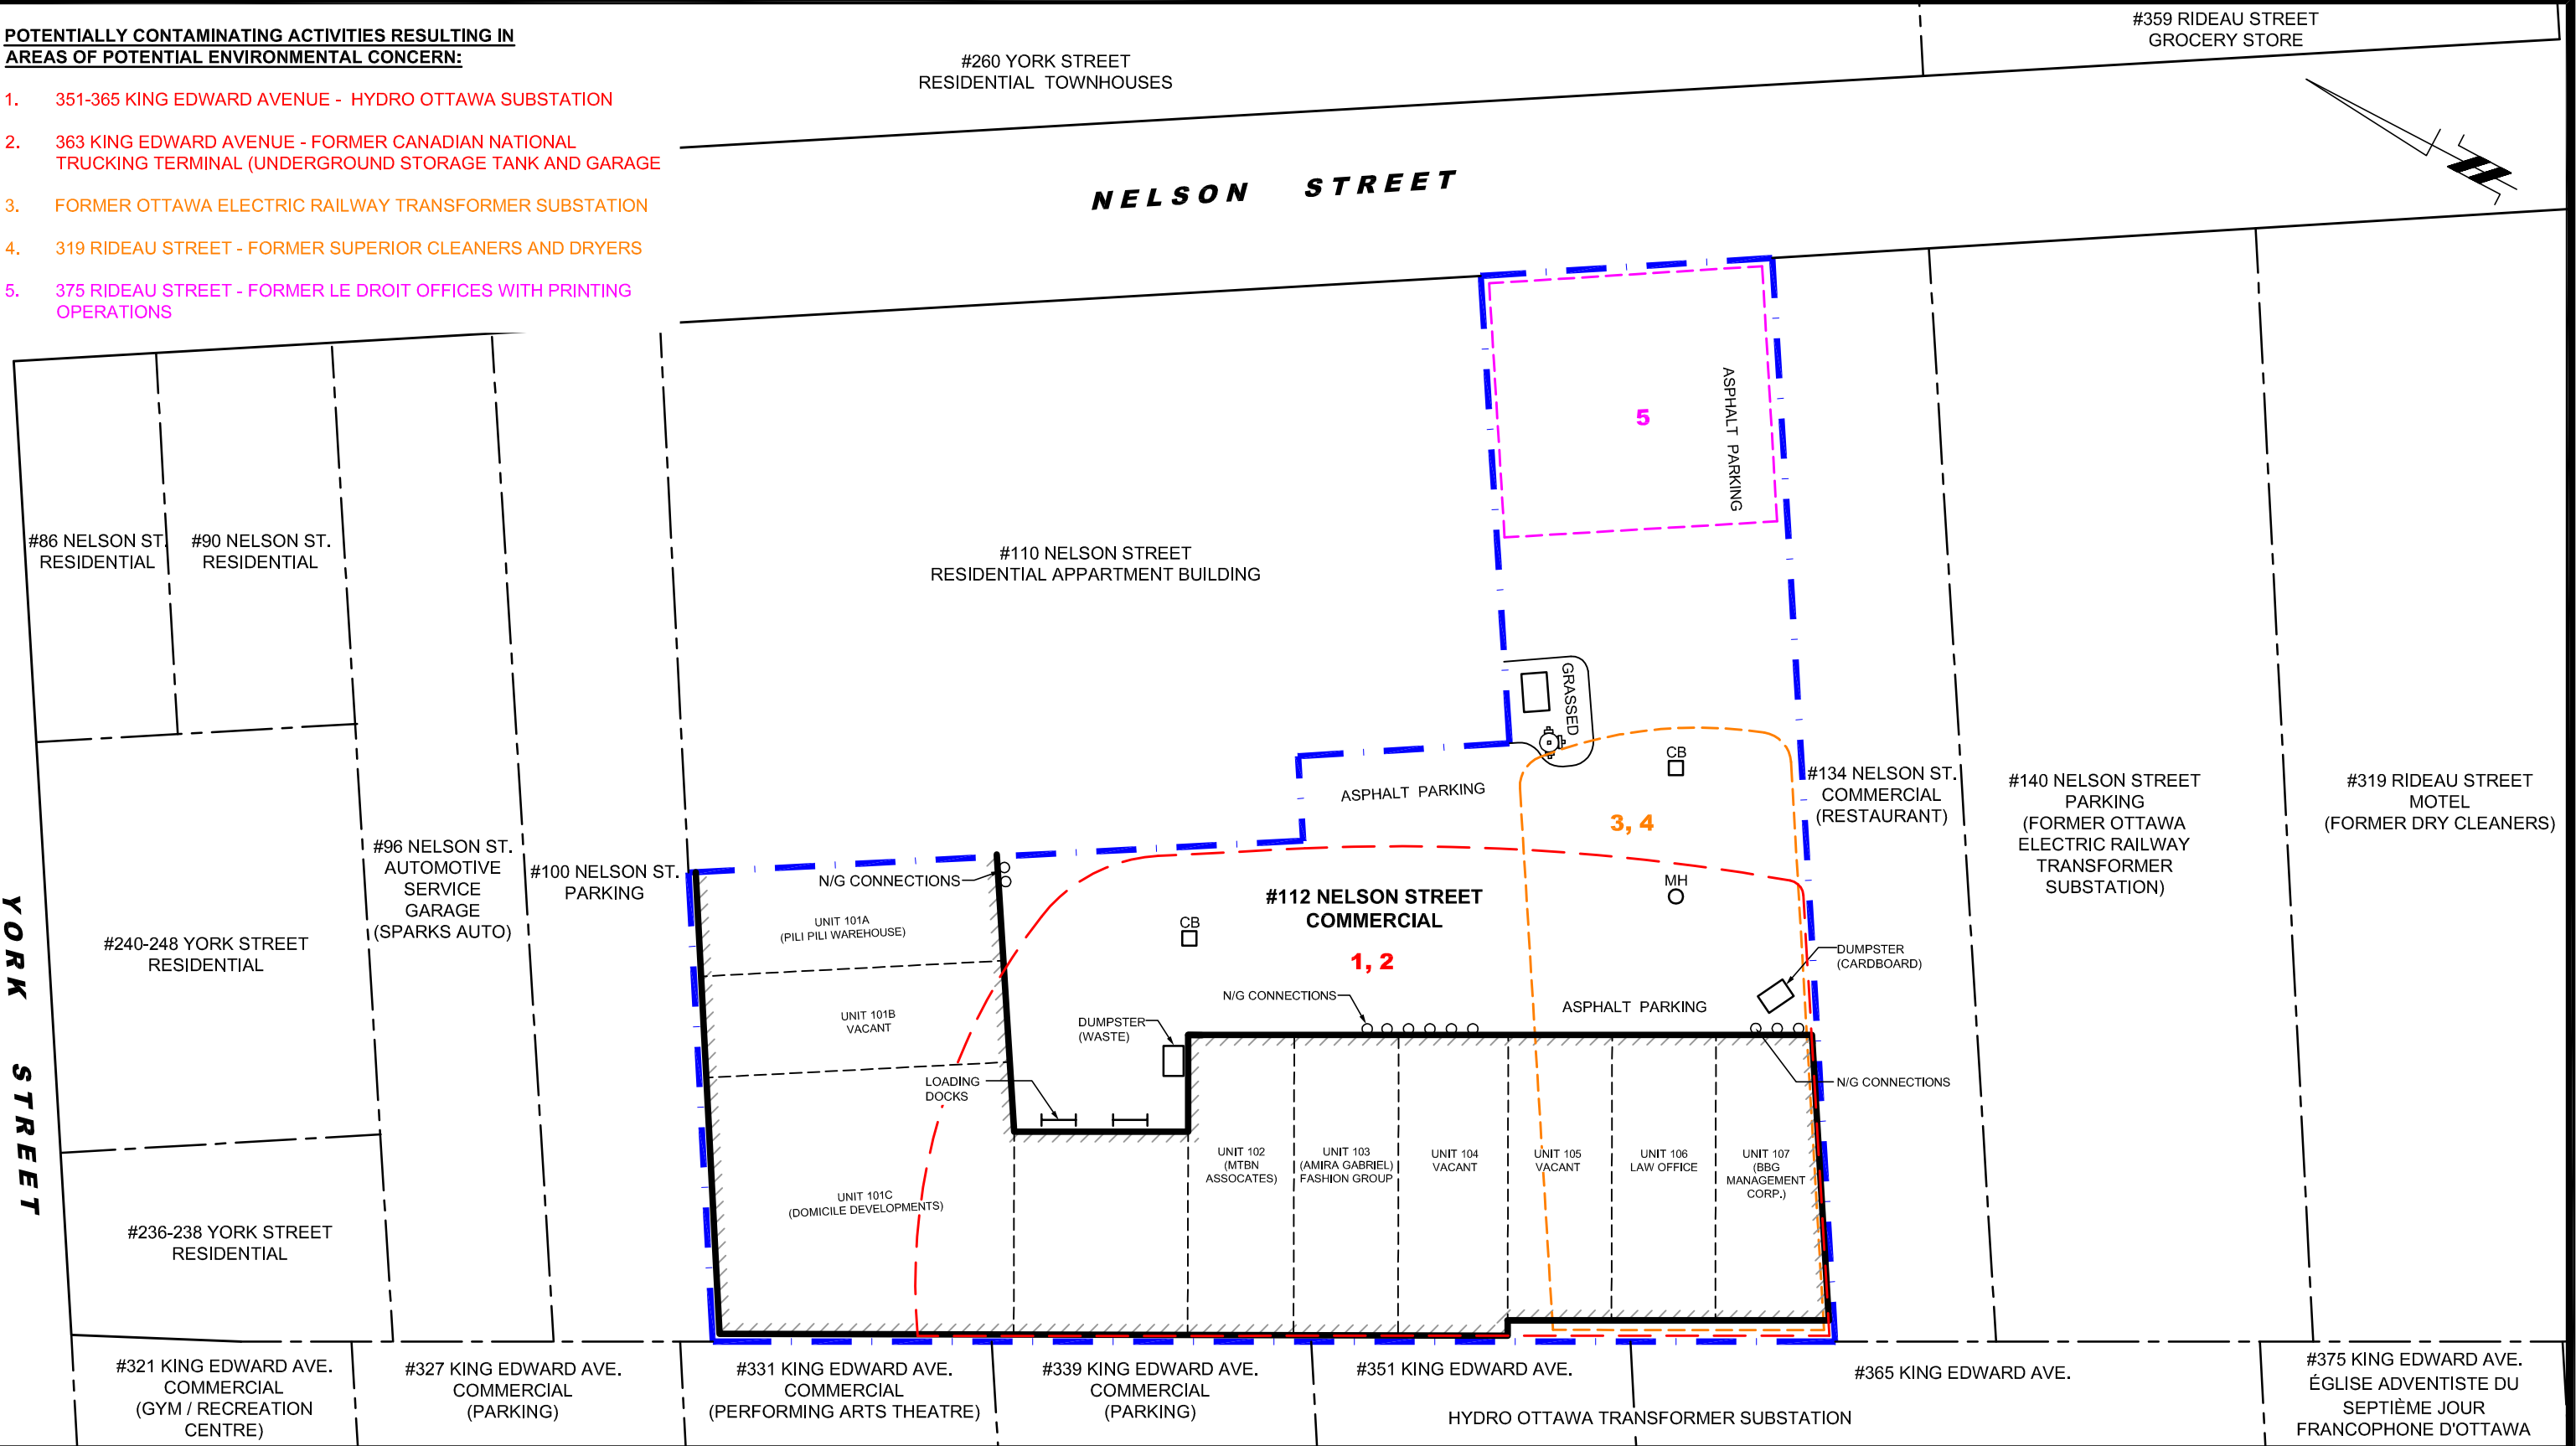 POTENTIALLY CONTAMINATING ACTIVITIES RESULTING IN
AREAS OF POTENTIAL ENVIRONMENTAL CONCERN:
1. 351-365 KING EDWARD AVENUE - HYDRO OTTAWA SUBSTATION
2. 363 KING EDWARD AVENUE - FORMER CANADIAN NATIONAL
TRUCKING TERMINAL (UNDERGROUND STORAGE TANK AND GARAGE
3. FORMER OTTAWA ELECTRIC RAILWAY TRANSFORMER SUBSTATION
4. 319 RIDEAU STREET - FORMER SUPERIOR CLEANERS AND DRYERS
5. 375 RIDEAU STREET - FORMER LE DROIT OFFICES WITH PRINTING
OPERATIONS
#260 YORK STREET
RESIDENTIAL TOWNHOUSES
#359 RIDEAU STREET
GROCERY STORE
NELSON STREET
5
ASPHALT PARKING
#86 NELSON ST.
RESIDENTIAL
#90 NELSON ST.
RESIDENTIAL
#110 NELSON STREET
RESIDENTIAL APPARTMENT BUILDING
GRASSED
CB
ASPHALT PARKING
3, 4
#134 NELSON ST.
COMMERCIAL
(RESTAURANT)
#140 NELSON STREET
PARKING
(FORMER OTTAWA
ELECTRIC RAILWAY
TRANSFORMER
SUBSTATION)
#319 RIDEAU STREET
MOTEL
(FORMER DRY CLEANERS)
#96 NELSON ST.
AUTOMOTIVE
SERVICE
GARAGE
(SPARKS AUTO)
#100 NELSON ST.
PARKING
N/G CONNECTIONS
MH
#112 NELSON STREET
COMMERCIAL
1, 2
CB
UNIT 101A
(PILI PILI WAREHOUSE)
#240-248 YORK STREET
RESIDENTIAL
YORK STREET
DUMPSTER
(CARDBOARD)
N/G CONNECTIONS
ASPHALT PARKING
UNIT 101B
VACANT
DUMPSTER
(WASTE)
LOADING
DOCKS
N/G CONNECTIONS
UNIT 102
(MTBN
ASSOCATES)
UNIT 103
(AMIRA GABRIEL)
FASHION GROUP
UNIT 104
VACANT
UNIT 105
VACANT
UNIT 106
LAW OFFICE
UNIT 107
(BBG
MANAGEMENT
CORP.)
UNIT 101C
(DOMICILE DEVELOPMENTS)
#236-238 YORK STREET
RESIDENTIAL
#321 KING EDWARD AVE.
COMMERCIAL
(GYM / RECREATION
CENTRE)
#327 KING EDWARD AVE.
COMMERCIAL
(PARKING)
#331 KING EDWARD AVE.
COMMERCIAL
(PERFORMING ARTS THEATRE)
#339 KING EDWARD AVE.
COMMERCIAL
(PARKING)
#351 KING EDWARD AVE.
#365 KING EDWARD AVE.
HYDRO OTTAWA TRANSFORMER SUBSTATION
#375 KING EDWARD AVE.
ÉGLISE ADVENTISTE DU
SEPTIÈME JOUR
FRANCOPHONE D'OTTAWA